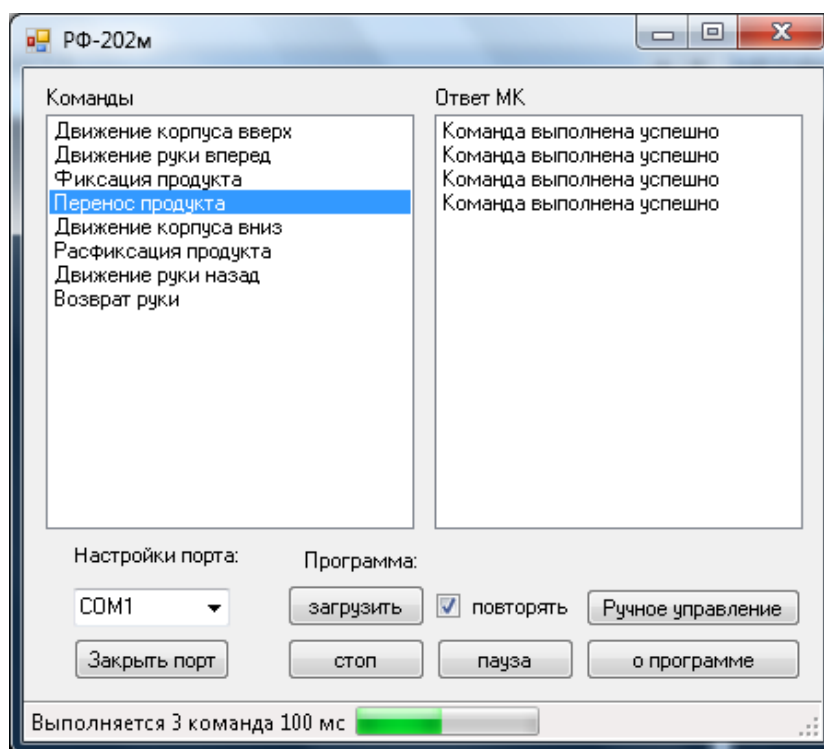 РФ-202м
Команды
Движение корпуса вверх
Движение руки вперед
Фиксация продукта
Перенос продукта
Движение корпуса вниз
Расфиксация продукта
Движение руки назад
Возврат руки
Ответ МК
Команда выполнена успешно
Команда выполнена успешно
Команда выполнена успешно
Команда выполнена успешно
Настройки порта:
COM1
Закрыть порт
Программа:
загрузить
повторять
Ручное управление
стоп
пауза
о программе
Выполняется 3 команда 100 мс